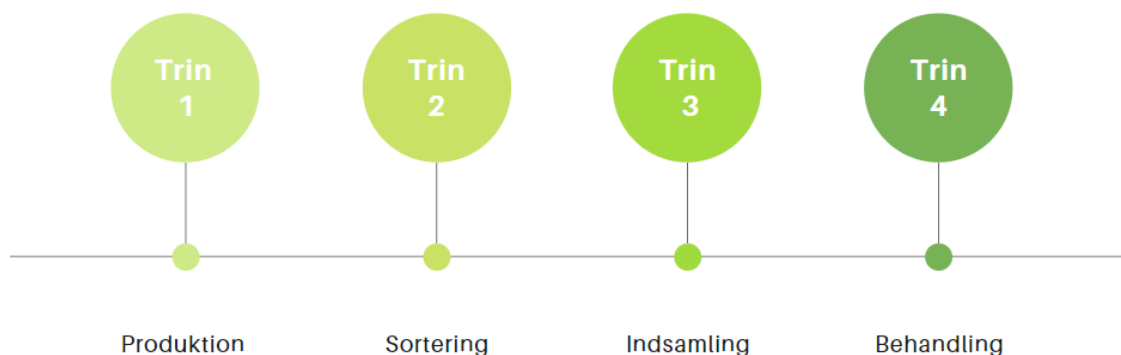 Trin
1
Trin
2
Trin
3
Trin
4
Produktion
Sortering
Indsamling
Behandling